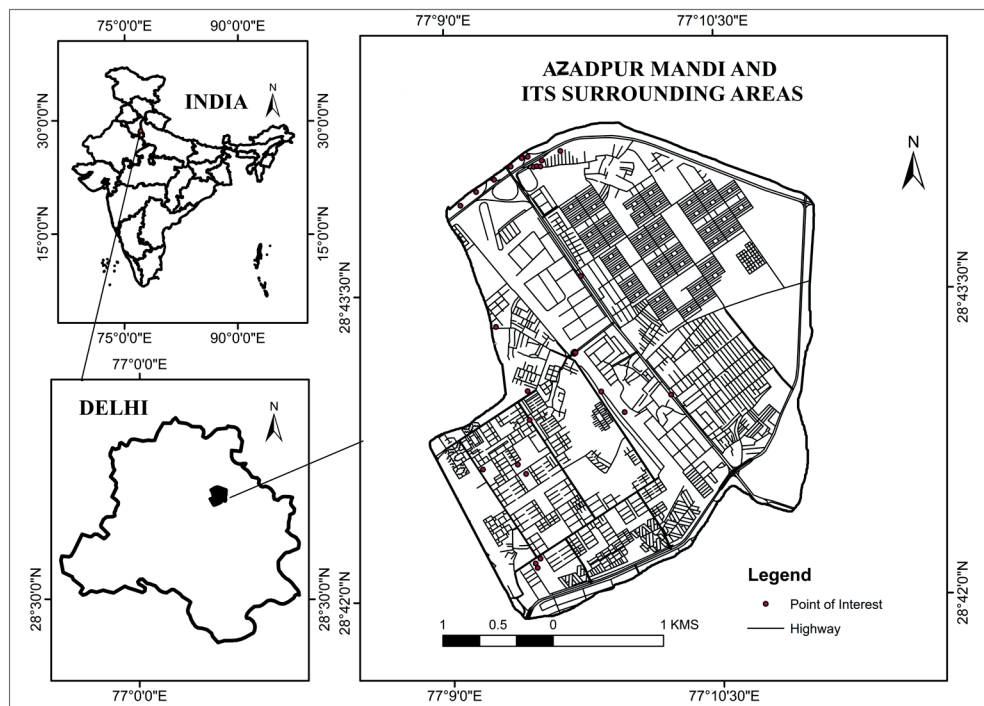 75°0'0"E 90°0'0"E
INDIA
N
30°0'0"N
15°0'0"N
30°0'0"N
15°0'0"N
75°0'0"E 90°0'0"E
77°0'0"E
DELHI
N
28°30'0"N
28°30'0"N
77°0'0"E
77°9'0"E 77°10'30"E
AZADPUR MANDI AND
ITS SURROUNDING AREAS
N
28°43'30"N
28°43'30"N
28°42'0"N
28°42'0"N
Legend
Point of Interest
Highway
1 0.5 0 1 KMS
77°9'0"E 77°10'30"E